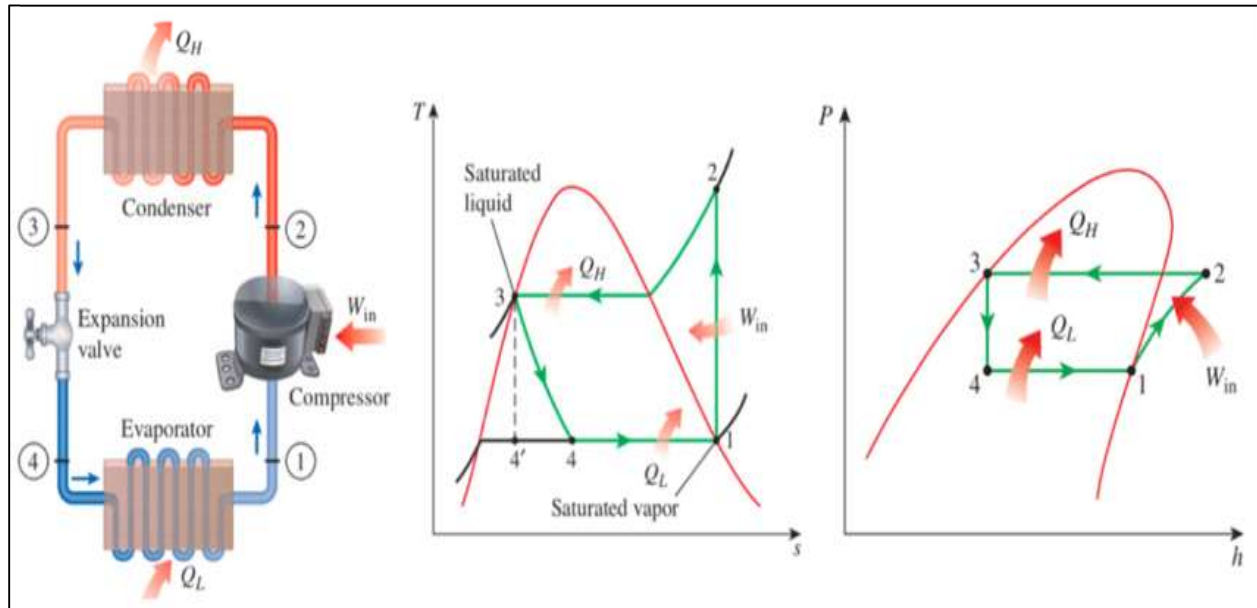 Q_H
Condenser
3
2
Expansion
valve
W_in
Compressor
Evaporator
4
1
Q_L
T
Saturated
liquid
2
3
Q_H
W_in
4'
4
1
Q_L
Saturated vapor
s
P
3
Q_H
2
Q_L
4
1
W_in
h